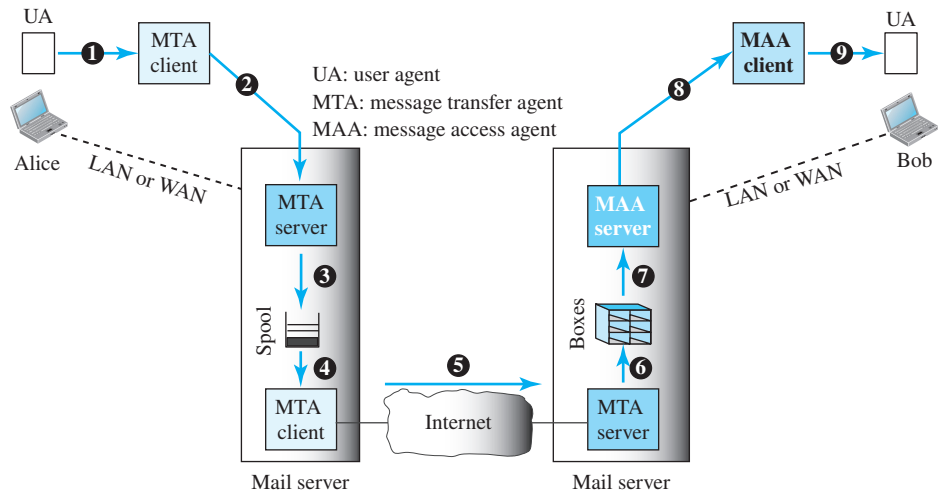 UA
1
MTA
client
2
UA: user agent
MTA: message transfer agent
MAA: message access agent
8
MAA
client
9
UA
Alice
LAN or WAN
MTA
server
3
Spool
4
MTA
client
Mail server
5
Internet
Bob
LAN or WAN
MAA
server
7
Boxes
6
MTA
server
Mail server